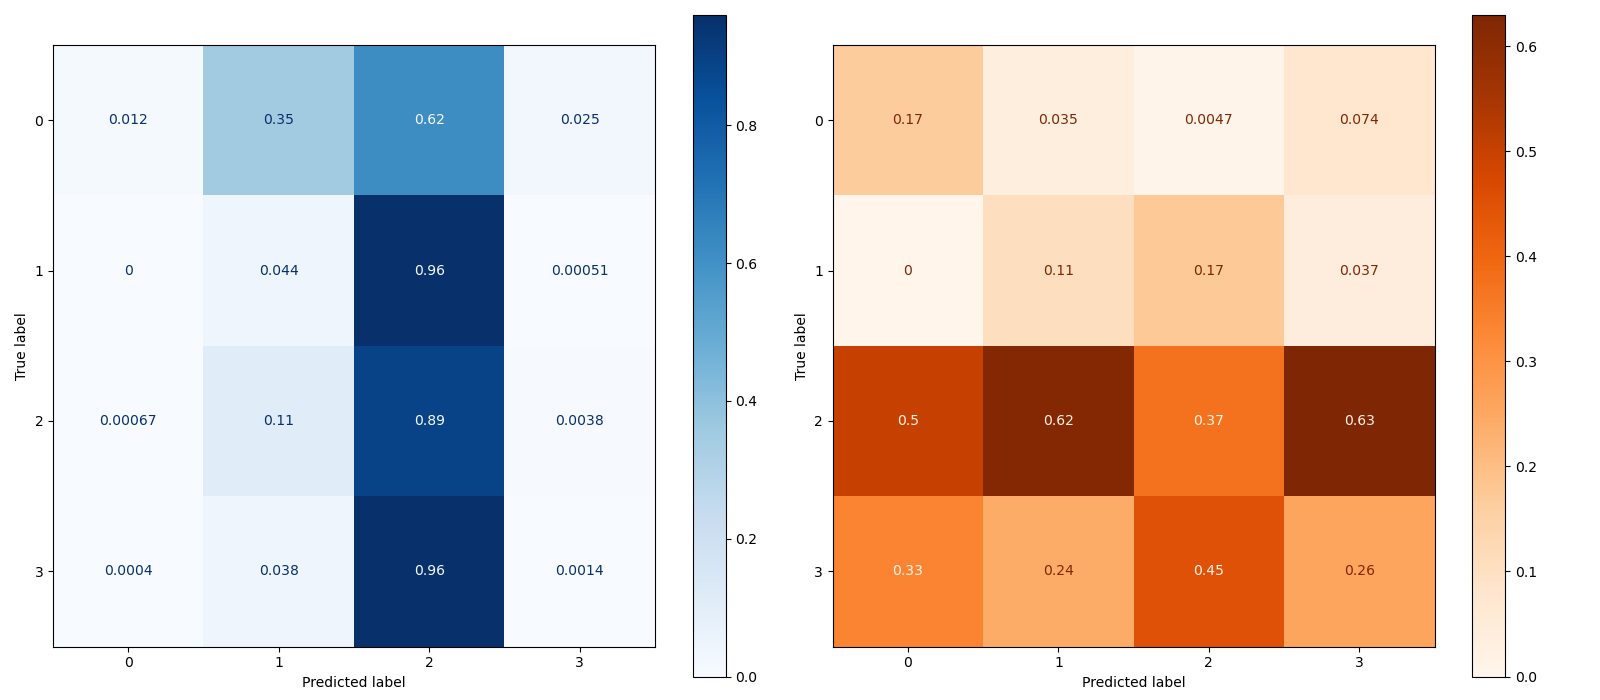 0 0.012 0.35 0.62 0.025
1 0 0.044 0.96 0.00051
2 0.00067 0.11 0.89 0.0038
3 0.0004 0.038 0.96 0.0014
0 1 2 3
Predicted label
True label
0.8
0.6
0.4
0.2
0.0
0 0.17 0.035 0.0047 0.074
1 0 0.11 0.17 0.037
2 0.5 0.62 0.37 0.63
3 0.33 0.24 0.45 0.26
0 1 2 3
Predicted label
True label
0.6
0.5
0.4
0.3
0.2
0.1
0.0